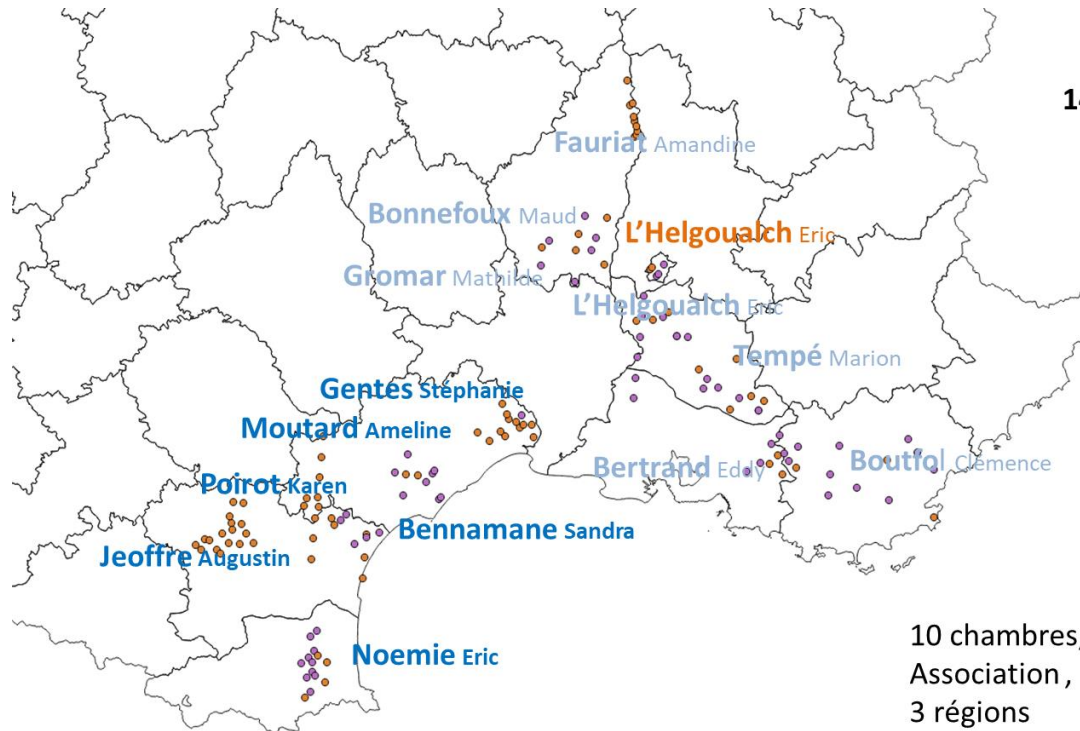 14
Fauriat Amandine
Bonnefoux Maud
L'Helgoualch Eric
Gromar Mathilde
L'Helgoualch Eric
Tempé Marion
Gentes Stéphanie
Moutard Ameline
Bertrand Eddy
Boutfol Clémence
Poirot Karen
Bennamane Sandra
Jeoffre Augustin
Noemie Eric
10 chambres,
Association ,
3 régions